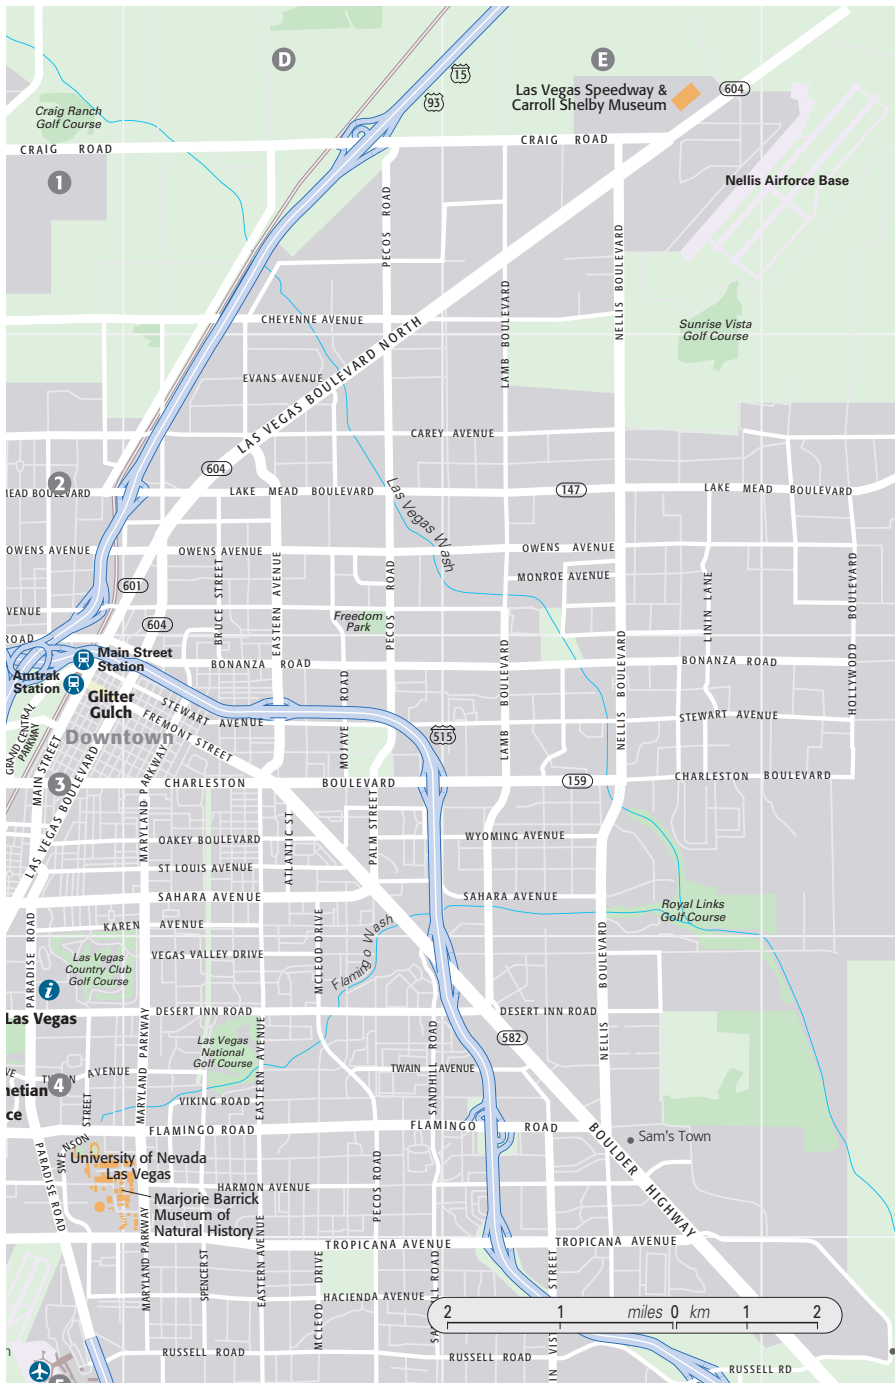 D
E
15
93
604
Las Vegas Speedway &
Carroll Shelby Museum
Craig Ranch
Golf Course
CRAIG ROAD
CRAIG ROAD
1
Nellis Airforce Base
PECOS ROAD
NELLIS BOULEVARD
LAMB BOULEVARD
CHEYENNE AVENUE
Sunrise Vista
Golf Course
LAS VEGAS BOULEVARD NORTH
EVANS AVENUE
CAREY AVENUE
604
2
MEAD BOULEVARD
LAKE MEAD BOULEVARD
147
LAKE MEAD BOULEVARD
Las Vegas Wash
OWENS AVENUE
OWENS AVENUE
OWENS AVENUE
MONROE AVENUE
601
604
BRUCE STREET
EASTERN AVENUE
PECOS ROAD
LININ LANE
HOLLYWOOD BOULEVARD
VENUE
ROAD
Freedom
Park
Main Street
Station
Amtrak
Station
BONANZA ROAD
BONANZA ROAD
LAMB BOULEVARD
NELLIS BOULEVARD
Glitter
Gulch
STEWART AVENUE
STEWART AVENUE
FREMONT STREET
MOJAVE ROAD
515
GRAND CENTRAL
PARKWAY
Downtown
MAIN STREET
LAS VEGAS BOULEVARD
MARYLAND PARKWAY
3
CHARLESTON BOULEVARD
159
CHARLESTON BOULEVARD
OAKEY BOULEVARD
ATLANTIC ST
PALM STREET
WYOMING AVENUE
ST LOUIS AVENUE
SAHARA AVENUE
SAHARA AVENUE
Royal Links
Golf Course
KAREN AVENUE
Flamingo Wash
MCLEOD DRIVE
NELLIS BOULEVARD
PARADISE ROAD
Las Vegas
Country Club
Golf Course
VEGAS VALLEY DRIVE
i
Las Vegas
DESERT INN ROAD
DESERT INN ROAD
582
Las Vegas
National
Golf Course
MARYLAND PARKWAY
EASTERN AVENUE
SANDHILL ROAD
VE
TWAIN AVENUE
TWAIN AVENUE
4
netian
ce
VIKING ROAD
SWENSON STREET
FLAMINGO ROAD
FLAMINGO ROAD
BOULDER HIGHWAY
Sam's Town
PARADISE ROAD
University of Nevada
Las Vegas
HARMON AVENUE
PECOS ROAD
Marjorie Barrick
Museum of
Natural History
MARYLAND PARKWAY
SPENCER ST
EASTERN AVENUE
TROPICANA AVENUE
TROPICANA AVENUE
MCLEOD DRIVE
HACIENDA AVENUE
2 1 miles 0 km 1 2
RUSSELL ROAD
RUSSELL ROAD
RUSSELL RD